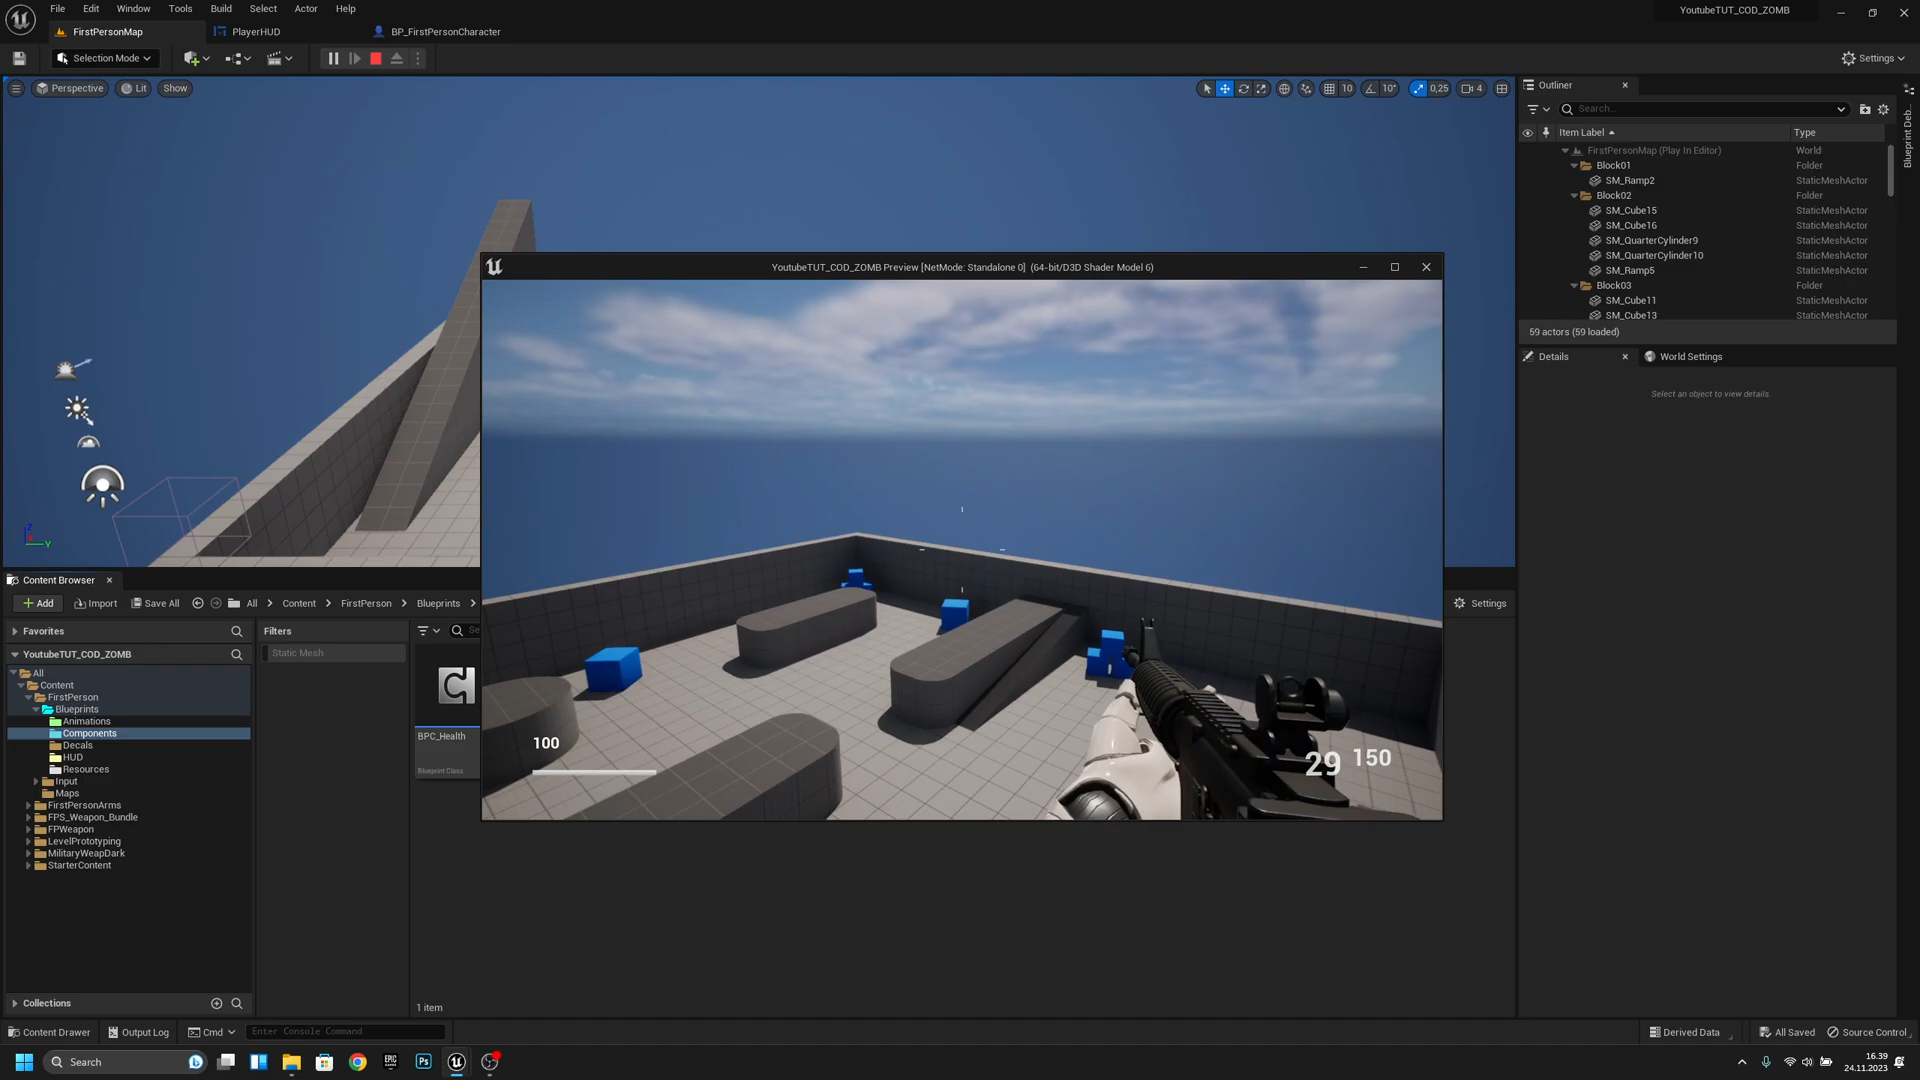 File Edit Window Tools Build Select Actor Help
YoutubeTUT_COD_ZOMB
FirstPersonMap PlayerHUD BP_FirstPersonCharacter
Selection Mode Settings
Perspective Lit Show 10 10° 0,25 4
Outliner
Search...
Item Label Type
FirstPersonMap (Play In Editor) World
Block01 Folder
SM_Ramp2 StaticMeshActor
Block02 Folder
SM_Cube15 StaticMeshActor
SM_Cube16 StaticMeshActor
SM_QuarterCylinder9 StaticMeshActor
SM_QuarterCylinder10 StaticMeshActor
SM_Ramp5 StaticMeshActor
Block03 Folder
SM_Cube11 StaticMeshActor
SM_Cube13 StaticMeshActor
59 actors (59 loaded)
Details World Settings
Select an object to view details.
Blueprint Deb
YoutubeTUT_COD_ZOMB Preview [NetMode: Standalone 0] (64-bit/D3D Shader Model 6)
100
29 150
Z
Y
Content Browser
Add Import Save All All Content FirstPerson Blueprints Settings
Favorites
YoutubeTUT_COD_ZOMB
All
Content
FirstPerson
Blueprints
Animations
Components
Decals
HUD
Resources
Input
Maps
FirstPersonArms
FPS_Weapon_Bundle
FPWeapon
LevelPrototyping
MilitaryWeapDark
StarterContent
Collections
Filters
Static Mesh
Se
BPC_Health
Blueprint Class
1 item
Content Drawer Output Log Cmd Enter Console Command Derived Data All Saved Source Control
Search
EPIC
Ps
16.39
24.11.2023